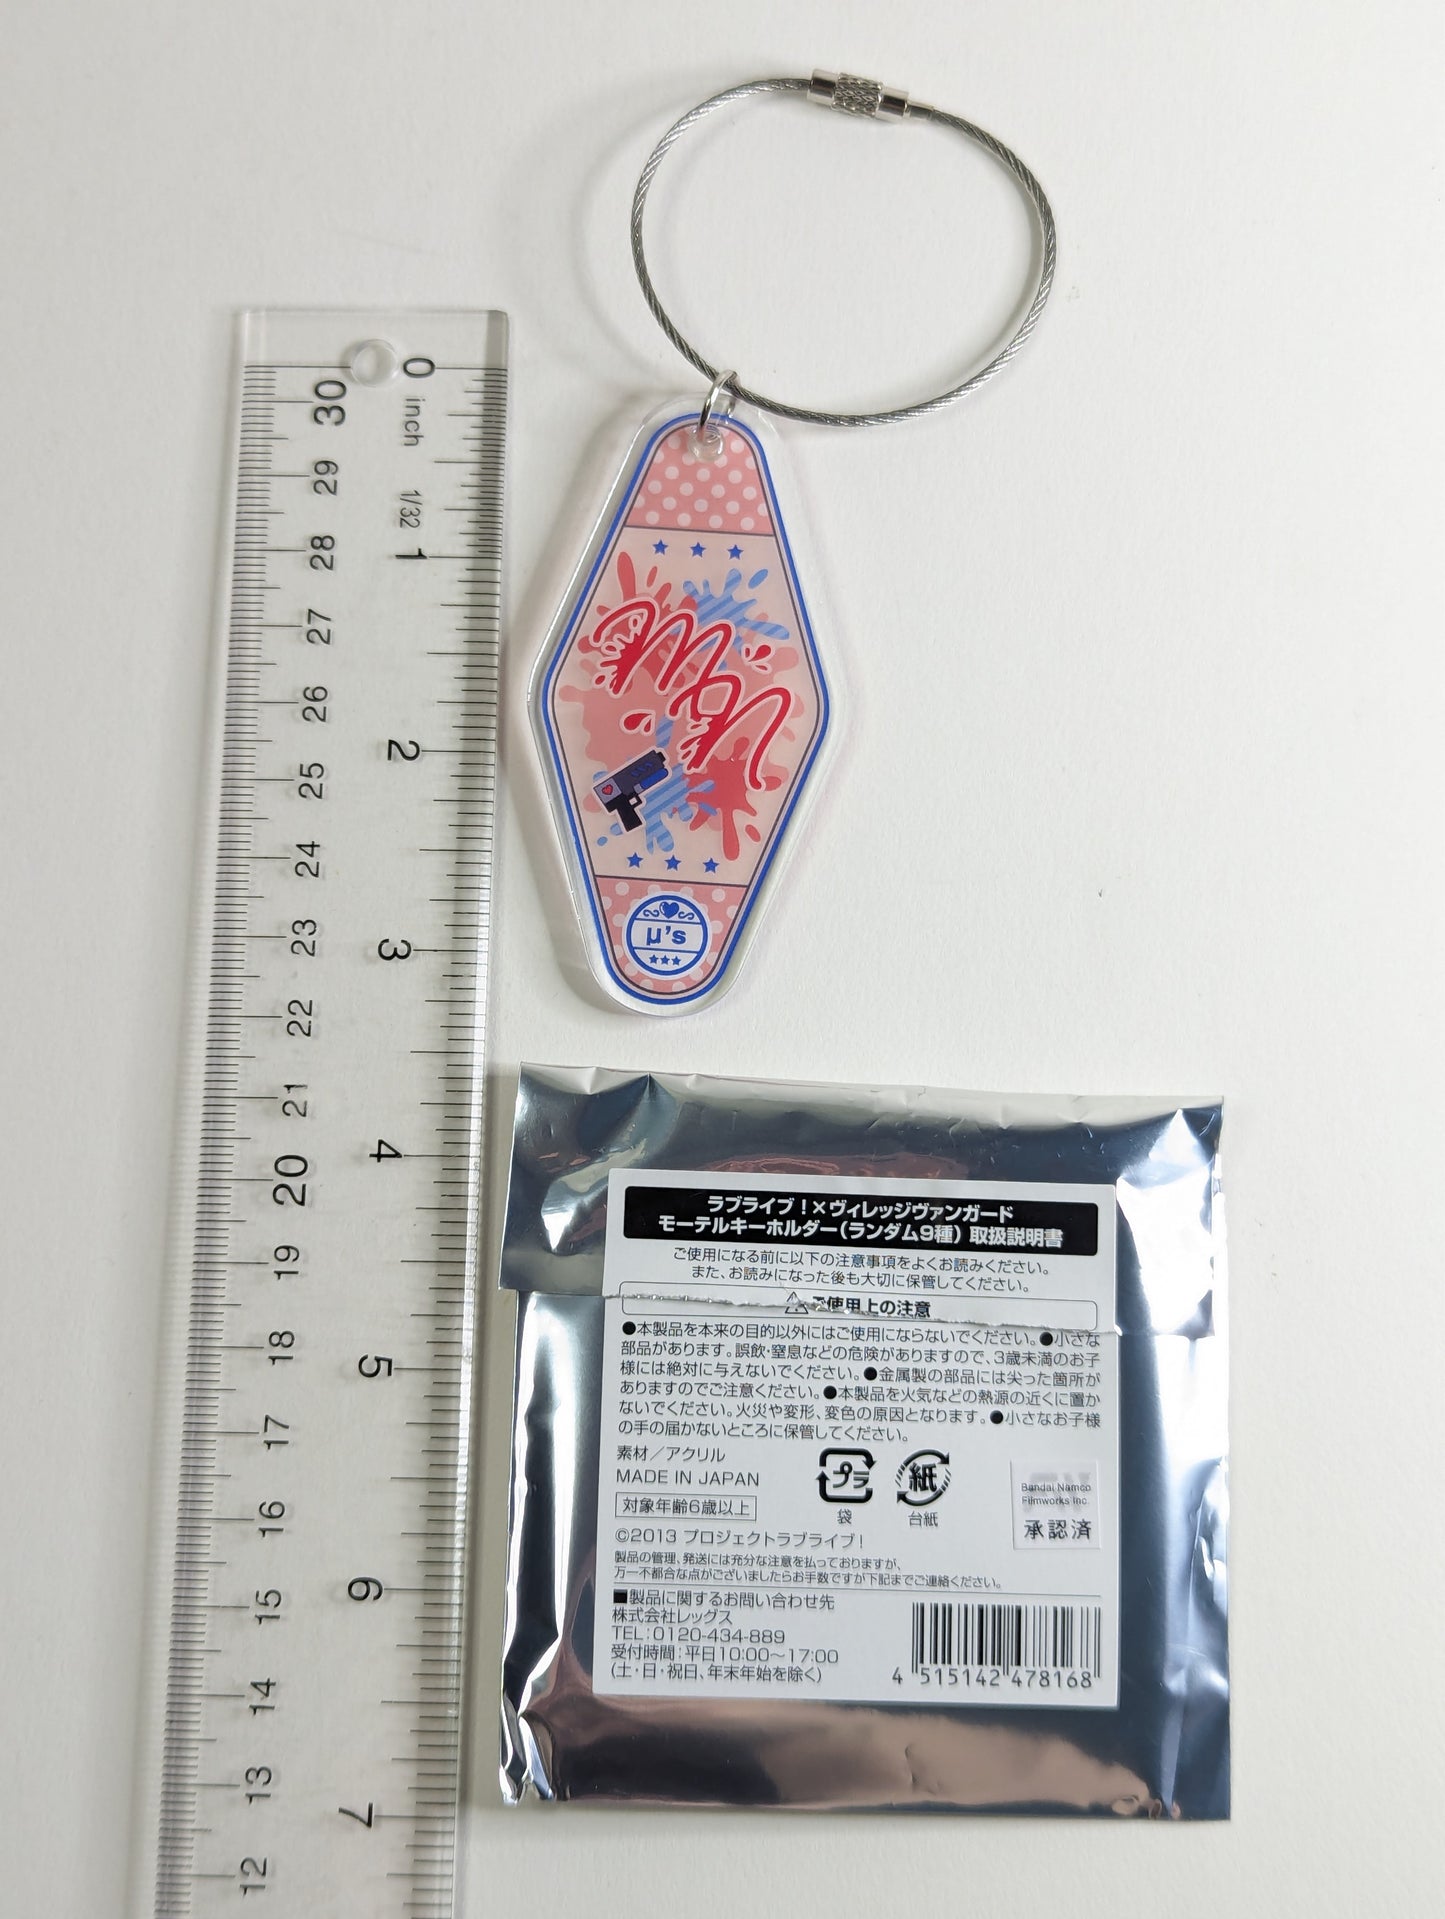 0
inch
1/32
1
2
3
4
5
6
7
30
29
28
27
26
25
24
23
22
21
20
19
18
17
16
15
14
13
12
μ's
ラブライブ！×ヴィレッジヴァンガード
モーテルキーホルダー（ランダム9種）取扱説明書
ご使用になる前に以下の注意事項をよくお読みください。
また、お読みになった後も大切に保管してください。
ご使用上の注意
●本製品を本来の目的以外にはご使用にならないでください。●小さな
部品があります。誤飲・窒息などの危険がありますので、3歳未満のお子
様には絶対に与えないでください。●金属製の部品には尖った箇所が
ありますのでご注意ください。●本製品を火気などの熱源の近くに置か
ないでください。火災や変形、変色の原因となります。●小さなお子様
の手の届かないところに保管してください。
素材／アクリル
MADE IN JAPAN
対象年齢6歳以上
プラ
袋
紙
台紙
Bandai Namco
Filmworks Inc.
承認済
©2013 プロジェクトラブライブ！
製品の管理、発送には充分な注意を払っておりますが、
万一不都合な点がございましたらお手数ですが下記までご連絡ください。
■製品に関するお問い合わせ先
株式会社レッグス
TEL：0120-434-889
受付時間：平日10:00～17:00
（土・日・祝日、年末年始を除く）
4 515142 478168